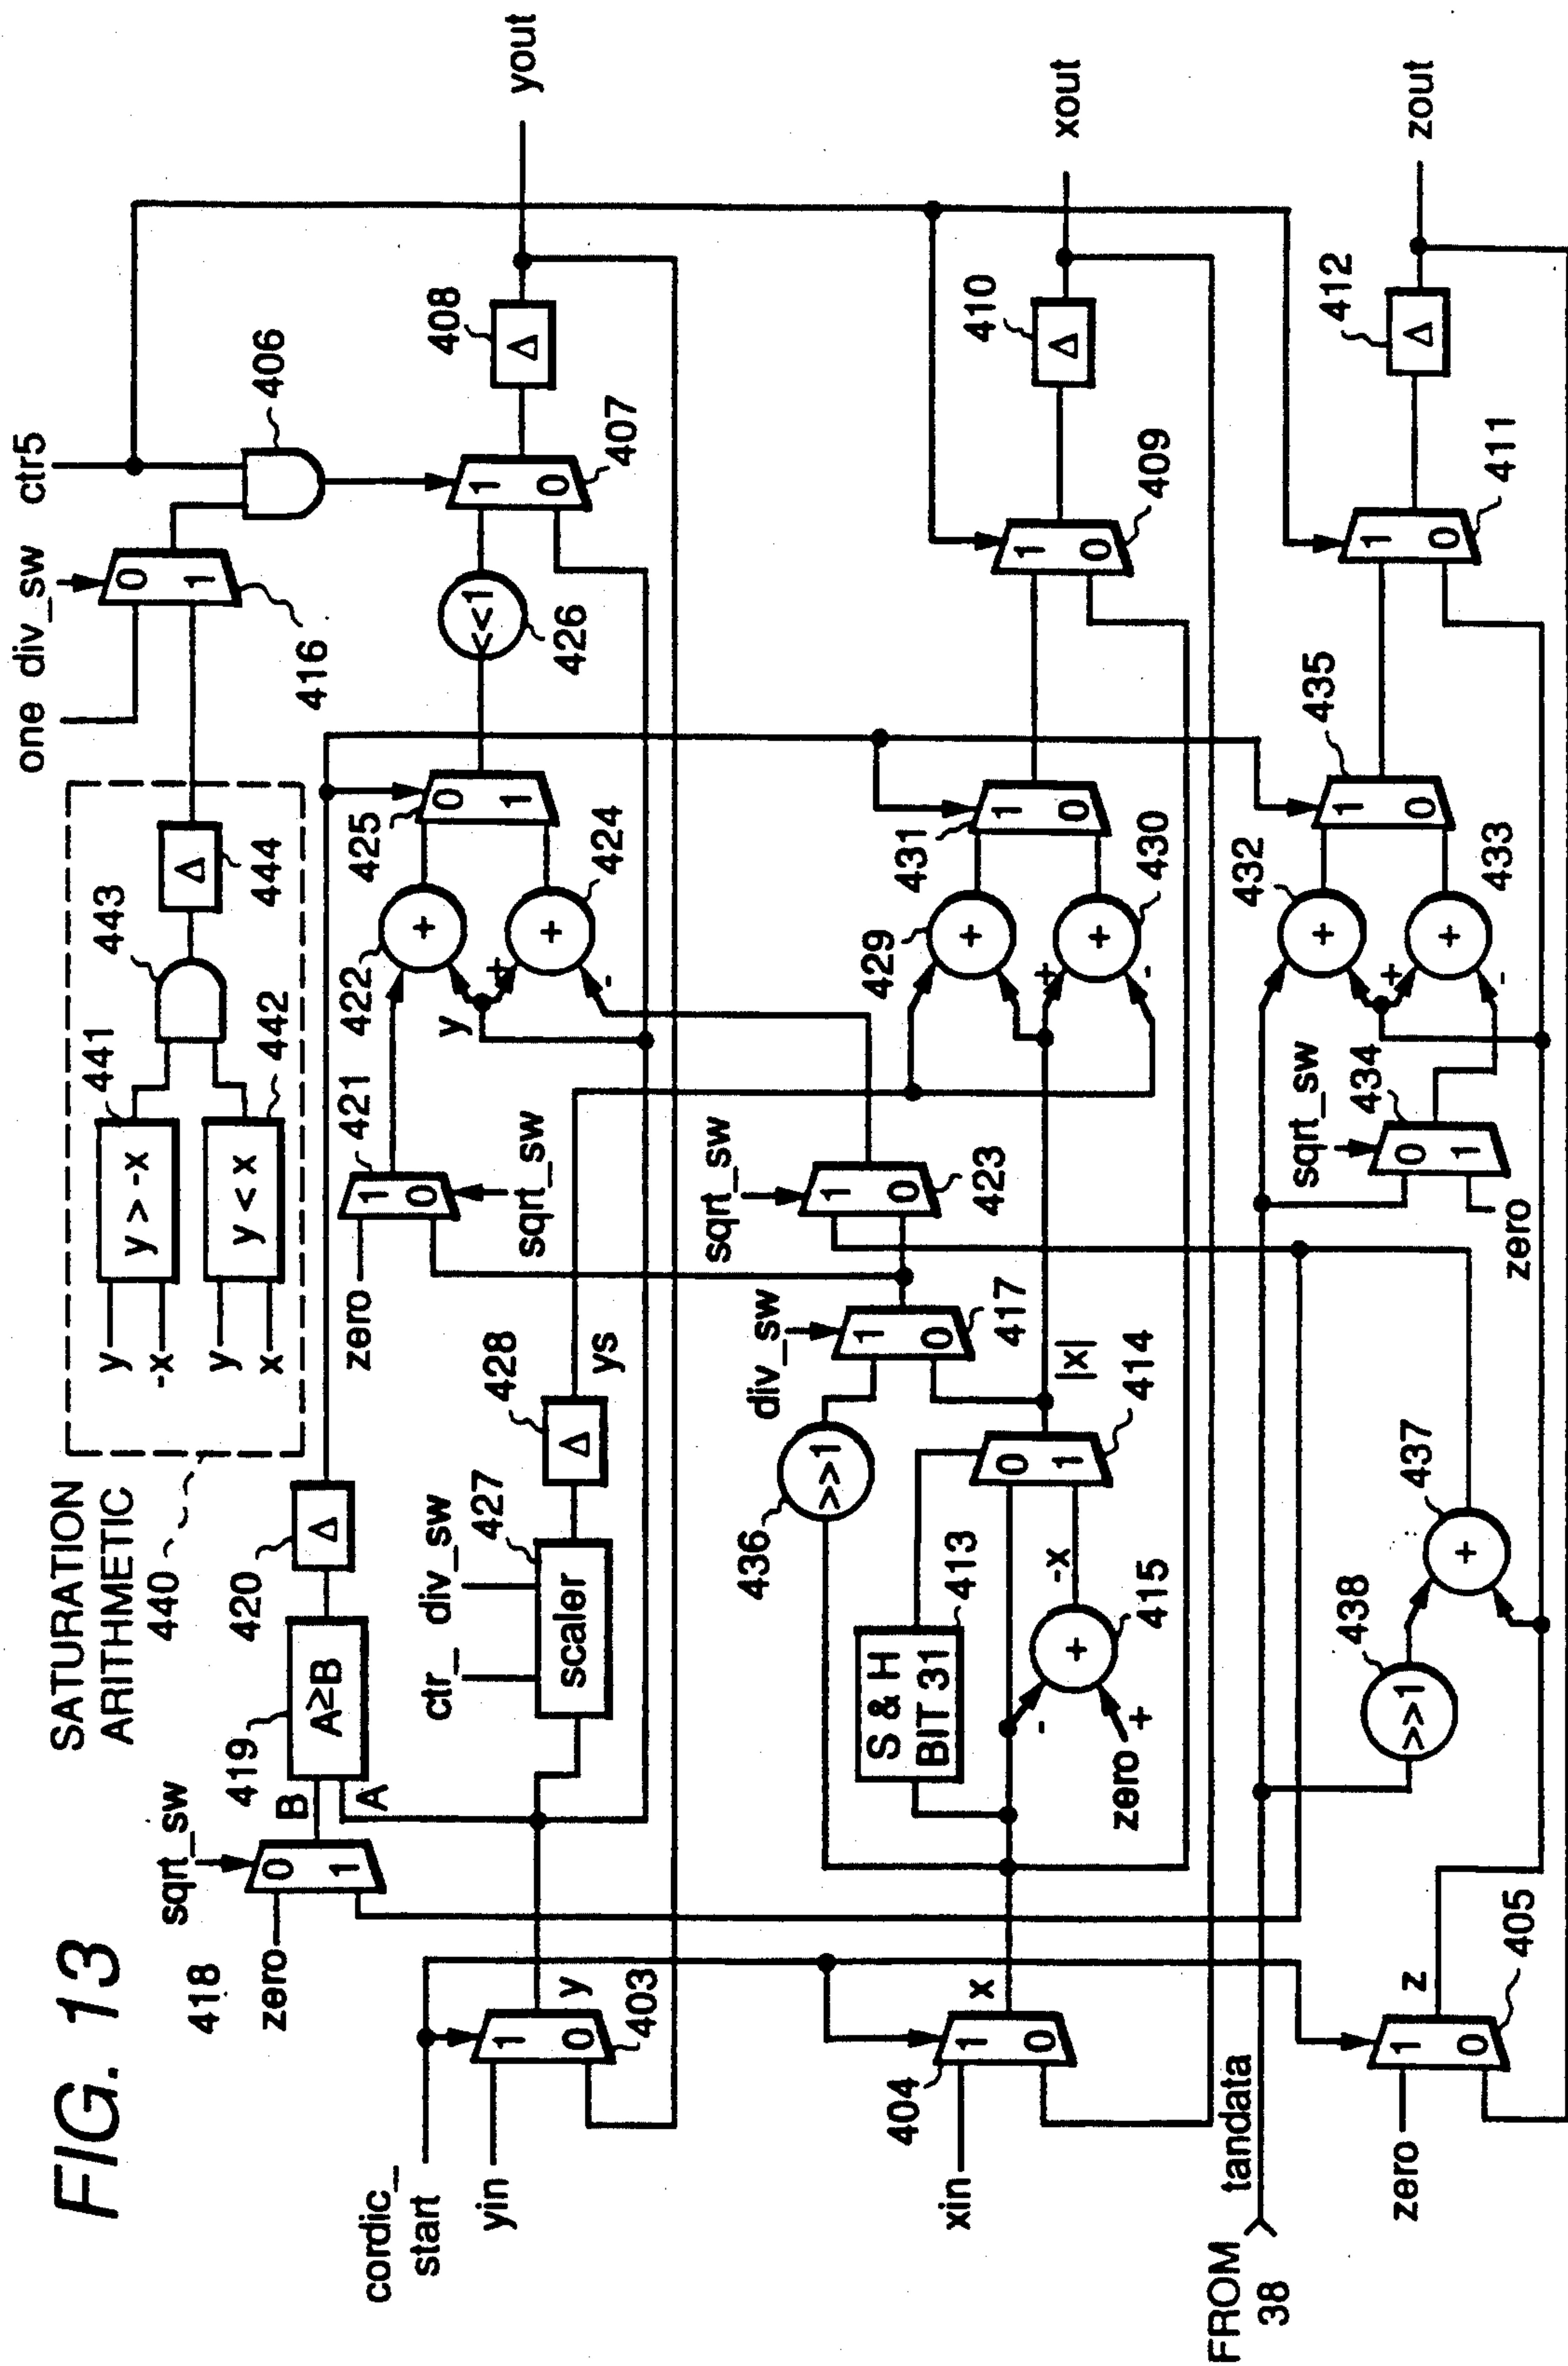 FIG. 13
SATURATION
ARITHMETIC
440
one div_sw ctr5
0
1
416
406
441
y > -x
y
-x
442
y < x
y
x
443
Δ
444
sqrt_sw
418
zero
0
1
B
A
419
A≥B
420
Δ
cordic_
start
yin
1
0
y
403
ctr_ div_sw
427
scaler
428
Δ
ys
zero
421
1
0
sqrt_sw
422
+
y
+
-
+
424
425
0
1
<<1
426
1
0
407
408
Δ
yout
404
xin
1
0
x
436
>>1
S & H
BIT 31
413
-
zero
+
+
415
-x
0
1
414
|x|
div_sw
1
0
417
sqrt_sw
1
0
423
429
+
+
-
+
430
431
1
0
1
0
409
410
Δ
xout
FROM
38
tandata
zero
1
0
z
405
438
>>1
+
437
sqrt_sw
434
0
1
zero
432
+
+
-
+
433
435
1
0
1
0
411
412
Δ
zout